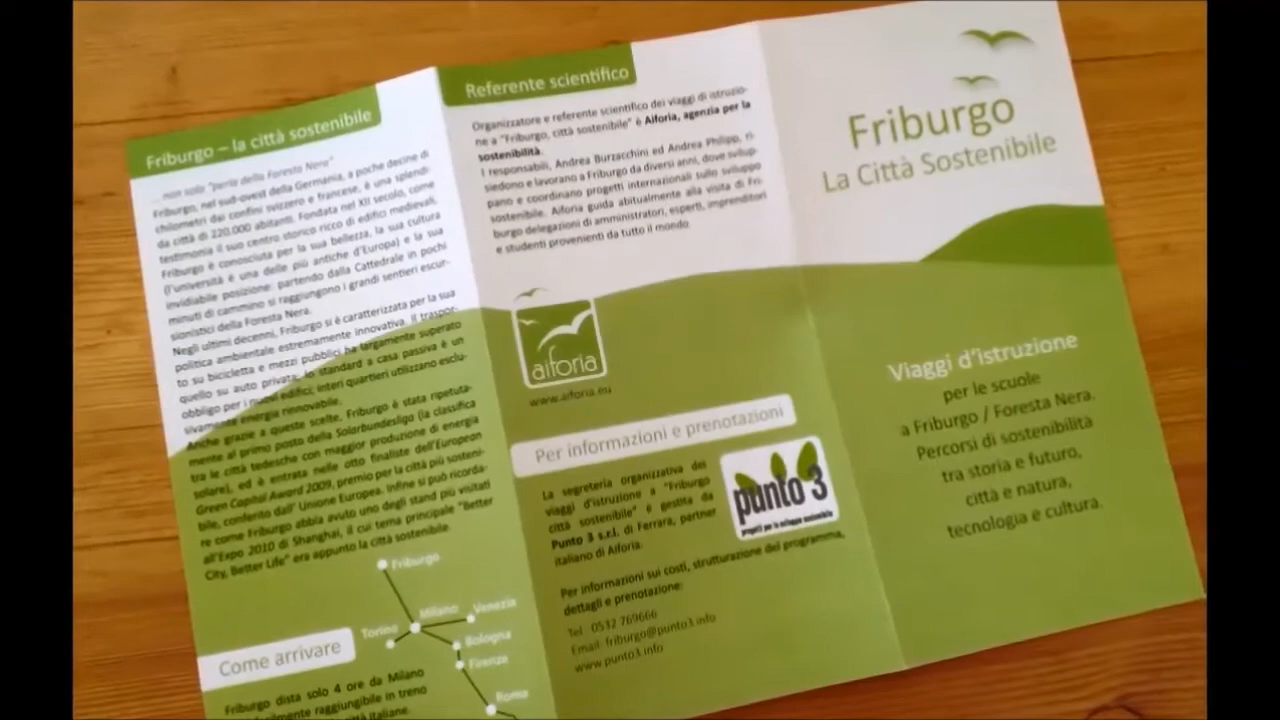 Friburgo – la città sostenibile
... non solo "perla della Foresta Nera"
Friburgo, nel sud-ovest della Germania, a poche decine di
chilometri dai confini svizzero e francese, è una splendi-
da città di 220.000 abitanti. Fondata nel XII secolo, come
testimonia il suo centro storico ricco di edifici medievali,
Friburgo è conosciuta per la sua bellezza, la sua cultura
(l'università è una delle più antiche d'Europa) e la sua
invidiabile posizione: partendo dalla Cattedrale in pochi
minuti di cammino si raggiungono i grandi sentieri escur-
sionistici della Foresta Nera.
Negli ultimi decenni, Friburgo si è caratterizzata per la sua
politica ambientale estremamente innovativa. Il traspor-
to su bicicletta e mezzi pubblici ha largamente superato
quello su auto privata; lo standard a casa passiva è un
obbligo per i nuovi edifici; interi quartieri utilizzano esclu-
sivamente energia rinnovabile.
Anche grazie a queste scelte, Friburgo è stata ripetuta-
mente al primo posto della Solarbundesliga (la classifica
tra le città tedesche con maggior produzione di energia
solare), ed è entrata nelle otto finaliste dell'European
Green Capital Award 2009, premio per la città più sosteni-
bile, conferito dall' Unione Europea. Infine si può ricorda-
re come Friburgo abbia avuto uno degli stand più visitati
all'Expo 2010 di Shanghai, il cui tema principale "Better
City, Better Life" era appunto la città sostenibile.
Friburgo
Milano
Venezia
Torino
Bologna
Firenze
Roma
Come arrivare
Friburgo dista solo 4 ore da Milano
facilmente raggiungibile in treno
città italiane.
Referente scientifico
Organizzatore e referente scientifico dei viaggi di istruzio-
ne a "Friburgo, città sostenibile" è Aiforia, agenzia per la
sostenibilità.
I responsabili, Andrea Burzacchini ed Andrea Philipp, ri-
siedono e lavorano a Friburgo da diversi anni, dove svilup-
pano e coordinano progetti internazionali sullo sviluppo
sostenibile. Aiforia guida abitualmente alla visita di Fri-
burgo delegazioni di amministratori, esperti, imprenditori
e studenti provenienti da tutto il mondo.
aiforia
www.aiforia.eu
Per informazioni e prenotazioni
La segreteria organizzativa dei
viaggi d'istruzione a "Friburgo
città sostenibile" è gestita da
Punto 3 s.r.l. di Ferrara, partner
italiano di Aiforia.
punto 3
progetti per lo sviluppo sostenibile
Per informazioni sui costi, strutturazione del programma,
dettagli e prenotazione:
Tel 0532 769666
Email friburgo@punto3.info
www.punto3.info
Friburgo
La Città Sostenibile
Viaggi d'istruzione
per le scuole
a Friburgo / Foresta Nera.
Percorsi di sostenibilità
tra storia e futuro,
città e natura,
tecnologia e cultura.